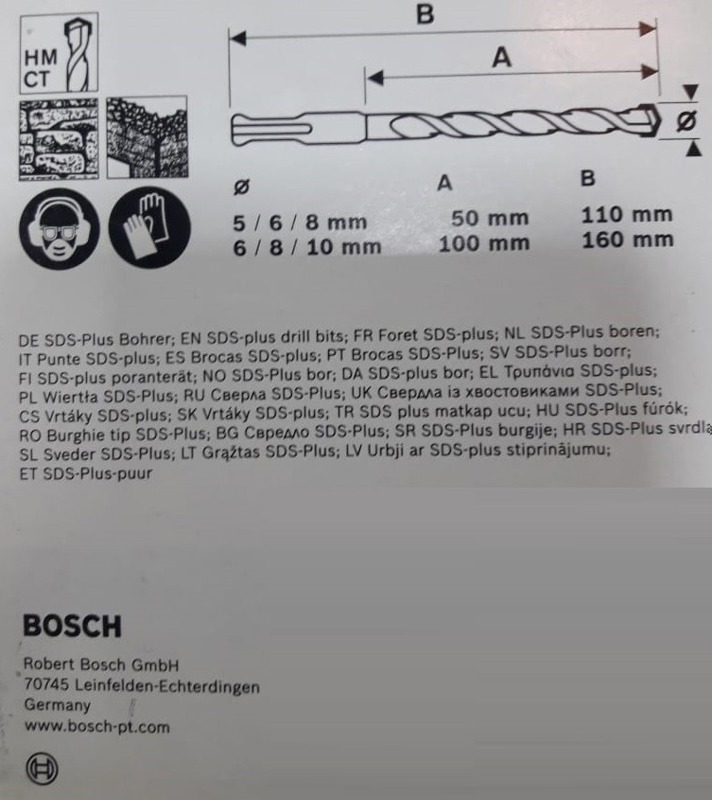 B
HM
CT
A
Ø
Ø A B
5 / 6 / 8 mm 50 mm 110 mm
6 / 8 / 10 mm 100 mm 160 mm
DE SDS-Plus Bohrer; EN SDS-plus drill bits; FR Foret SDS-plus; NL SDS-Plus boren;
IT Punte SDS-plus; ES Brocas SDS-plus; PT Brocas SDS-Plus; SV SDS-Plus borr;
FI SDS-plus poranterät; NO SDS-Plus bor; DA SDS-plus bor; EL Τρυπάνια SDS-plus;
PL Wiertła SDS-Plus; RU Сверла SDS-Plus; UK Свердла із хвостовиками SDS-Plus;
CS Vrtáky SDS-plus; SK Vrtáky SDS-plus; TR SDS plus matkap ucu; HU SDS-Plus fúrók;
RO Burghie tip SDS-Plus; BG Свредло SDS-Plus; SR SDS-Plus burgije; HR SDS-Plus svrdla
SL Sveder SDS-Plus; LT Grąžtas SDS-Plus; LV Urbji ar SDS-plus stiprinājumu;
ET SDS-Plus-puur
BOSCH
Robert Bosch GmbH
70745 Leinfelden-Echterdingen
Germany
www.bosch-pt.com